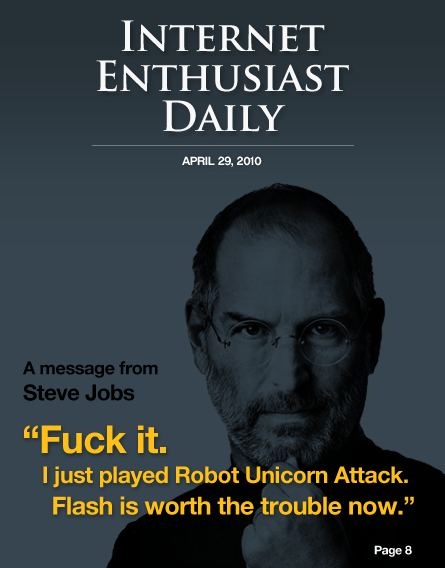 INTERNET
ENTHUSIAST
DAILY
APRIL 29, 2010
A message from
Steve Jobs
“Fuck it.
I just played Robot Unicorn Attack.
Flash is worth the trouble now.”
Page 8